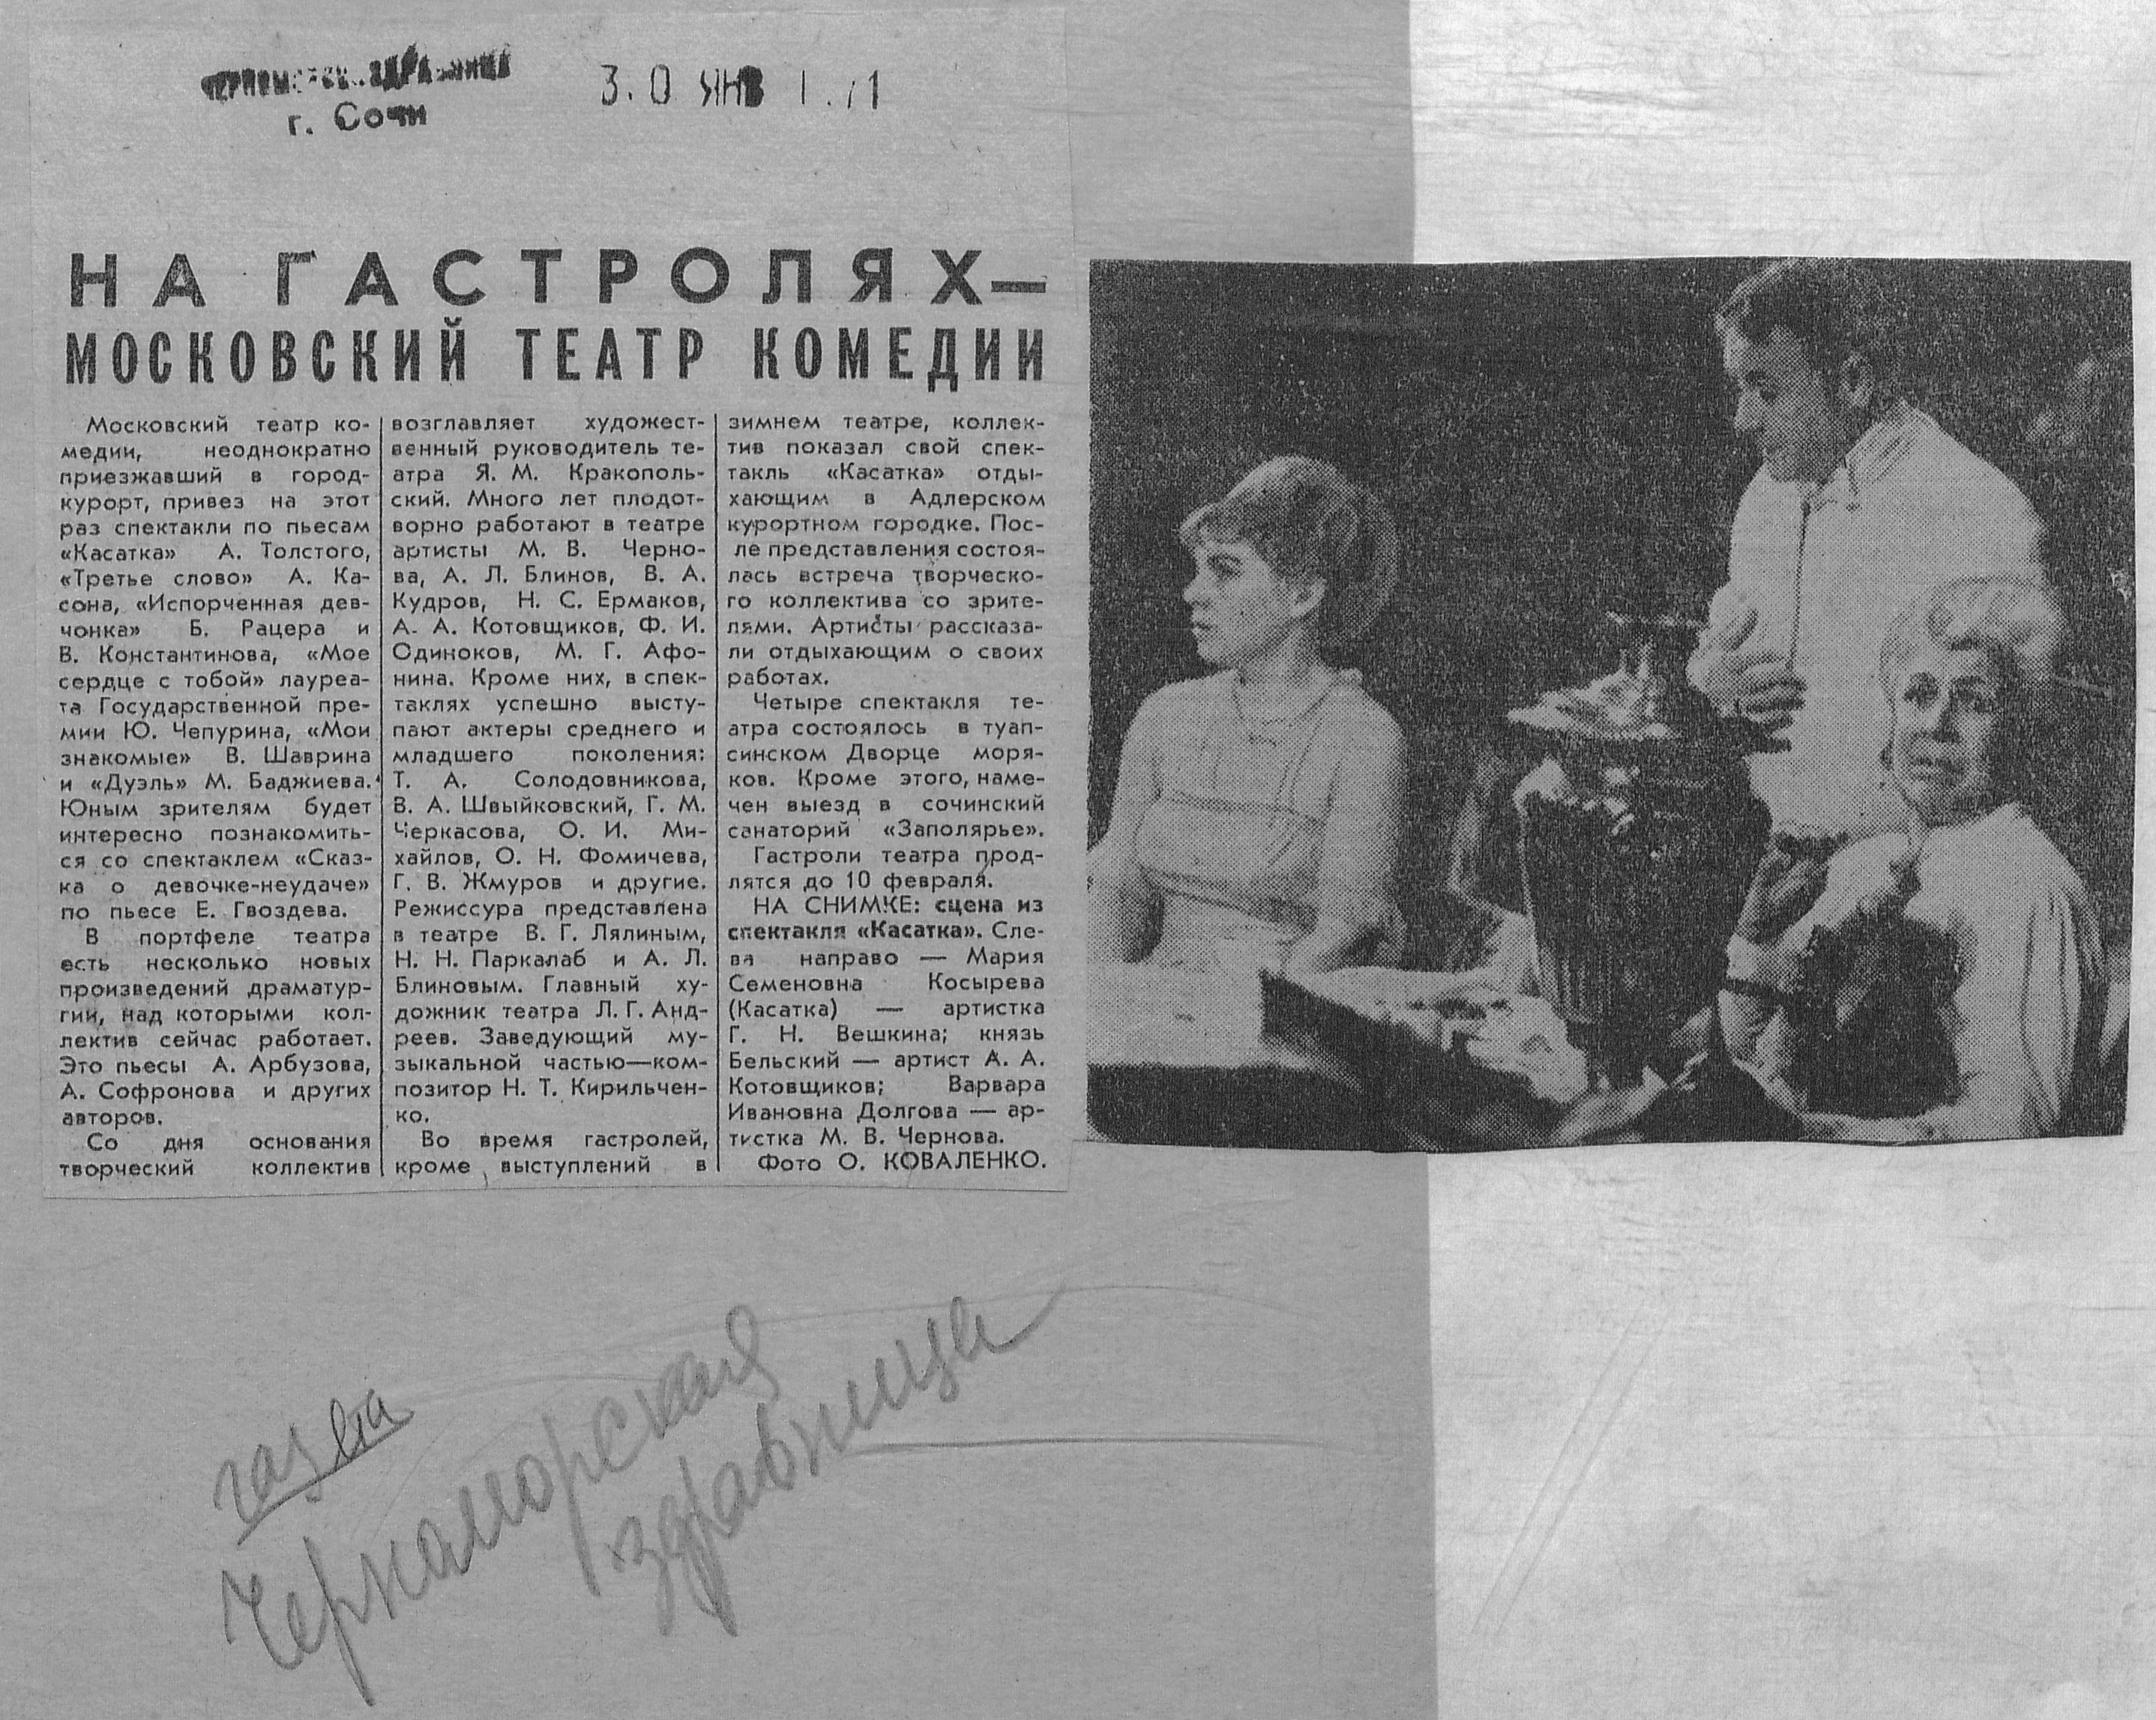 ЧЕРНОМОРСКАЯ ЗДРАВНИЦА
г. Сочи
30 ЯНВ
НА ГАСТРОЛЯХ—
МОСКОВСКИЙ ТЕАТР КОМЕДИИ
Московский театр ко-
медии, неоднократно
приезжавший в город-
курорт, привез на этот
раз спектакли по пьесам
«Касатка» А. Толстого,
«Третье слово» А. Ка-
сона, «Испорченная дев-
чонка» Б. Рацера и
В. Константинова, «Мое
сердце с тобой» лауреа-
та Государственной пре-
мии Ю. Чепурина, «Мои
знакомые» В. Шаврина
и «Дуэль» М. Баджиева.
Юным зрителям будет
интересно познакомить-
ся со спектаклем «Сказ-
ка о девочке-неудаче»
по пьесе Е. Гвоздева.
В портфеле театра
есть несколько новых
произведений драматур-
гии, над которыми кол-
лектив сейчас работает.
Это пьесы А. Арбузова,
А. Софронова и других
авторов.
Со дня основания
творческий коллектив
возглавляет художест-
венный руководитель те-
атра Я. М. Кракополь-
ский. Много лет плодот-
ворно работают в театре
артисты М. В. Черно-
ва, А. Л. Блинов, В. А.
Кудров, Н. С. Ермаков,
А. А. Котовщиков, Ф. И.
Одиноков, М. Г. Афо-
нина. Кроме них, в спек-
таклях успешно высту-
пают актеры среднего и
младшего поколения:
Т. А. Солодовникова,
В. А. Швыйковский, Г. М.
Черкасова, О. И. Ми-
хайлов, О. Н. Фомичева,
Г. В. Жмуров и другие.
Режиссура представлена
в театре В. Г. Лялиным,
Н. Н. Паркалаб и А. Л.
Блиновым. Главный ху-
дожник театра Л. Г. Анд-
реев. Заведующий му-
зыкальной частью—ком-
позитор Н. Т. Кирильчен-
ко.
Во время гастролей,
кроме выступлений в
зимнем театре, коллек-
тив показал свой спек-
такль «Касатка» отды-
хающим в Адлерском
курортном городке. Пос-
ле представления состоя-
лась встреча творческо-
го коллектива со зрите-
лями. Артисты рассказа-
ли отдыхающим о своих
работах.
Четыре спектакля те-
атра состоялось в туап-
синском Дворце моря-
ков. Кроме этого, наме-
чен выезд в сочинский
санаторий «Заполярье».
Гастроли театра прод-
лятся до 10 февраля.
НА СНИМКЕ: сцена из
спектакля «Касатка». Сле-
ва направо — Мария
Семеновна Косырева
(Касатка) — артистка
Г. Н. Вешкина; князь
Бельский — артист А. А.
Котовщиков; Варвара
Ивановна Долгова — ар-
тистка М. В. Чернова.
Фото О. КОВАЛЕНКО.
газета
Черноморская
здравница